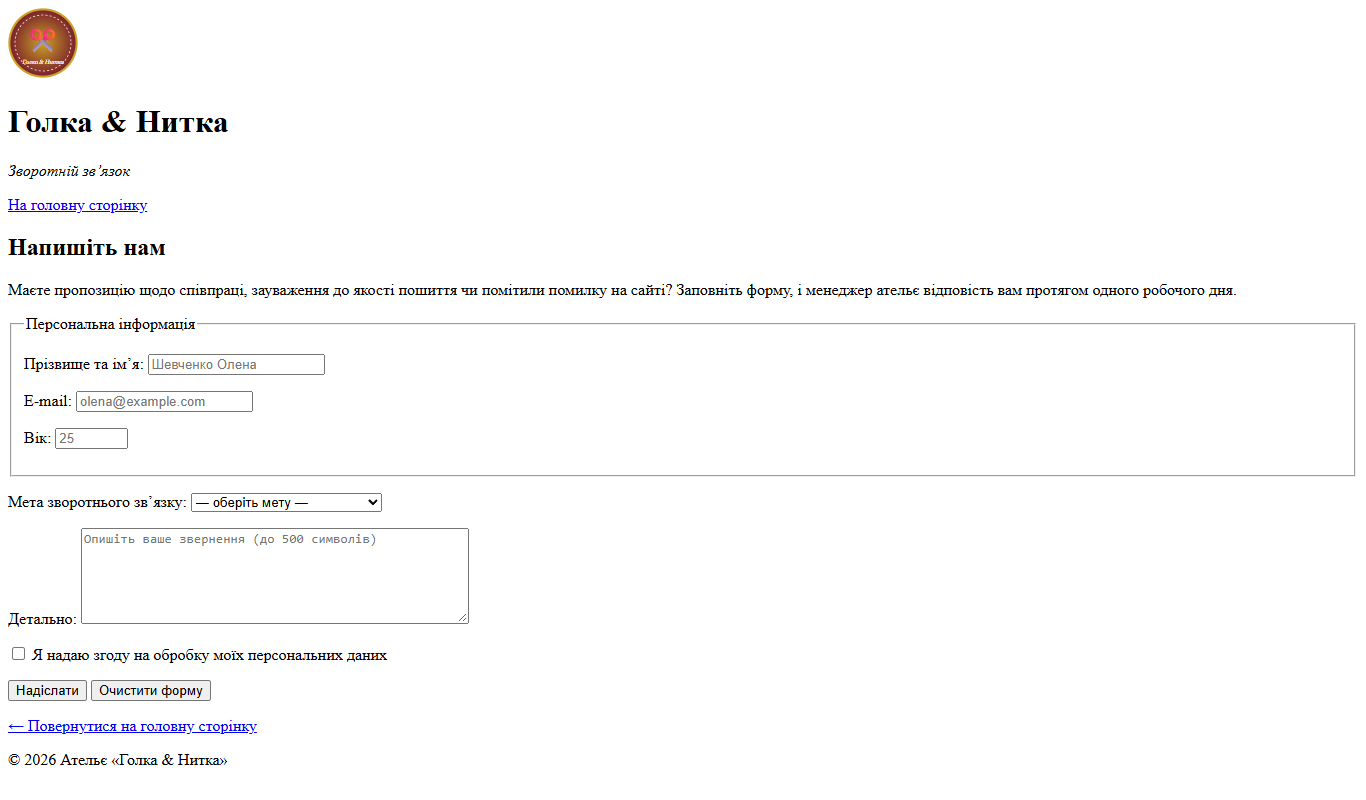 Голка & Нитка
Голка & Нитка
Зворотній зв’язок
На головну сторінку
Напишіть нам
Маєте пропозицію щодо співпраці, зауваження до якості пошиття чи помітили помилку на сайті? Заповніть форму, і менеджер ательє відповість вам протягом одного робочого дня.
Персональна інформація
Прізвище та ім’я: Шевченко Олена
E-mail: olena@example.com
Вік: 25
Мета зворотнього зв’язку: — оберіть мету —
Опишіть ваше звернення (до 500 символів)
Детально:
Я надаю згоду на обробку моїх персональних даних
Надіслати Очистити форму
← Повернутися на головну сторінку
© 2026 Ательє «Голка & Нитка»